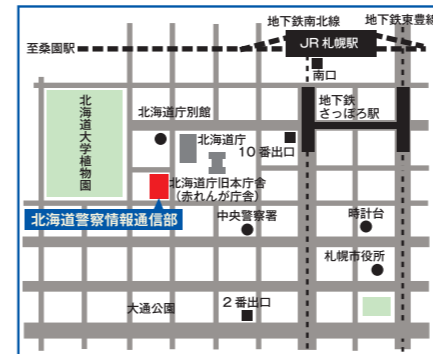 地下鉄南北線
地下鉄東豊線
至桑園駅
JR 札幌駅
南口
地下鉄
さっぽろ駅
北海道大学植物園
北海道庁別館
北海道庁
10番出口
北海道庁旧本庁舎
(赤れんが庁舎)
北海道警察情報通信部
中央警察署
時計台
札幌市役所
大通公園
2番出口